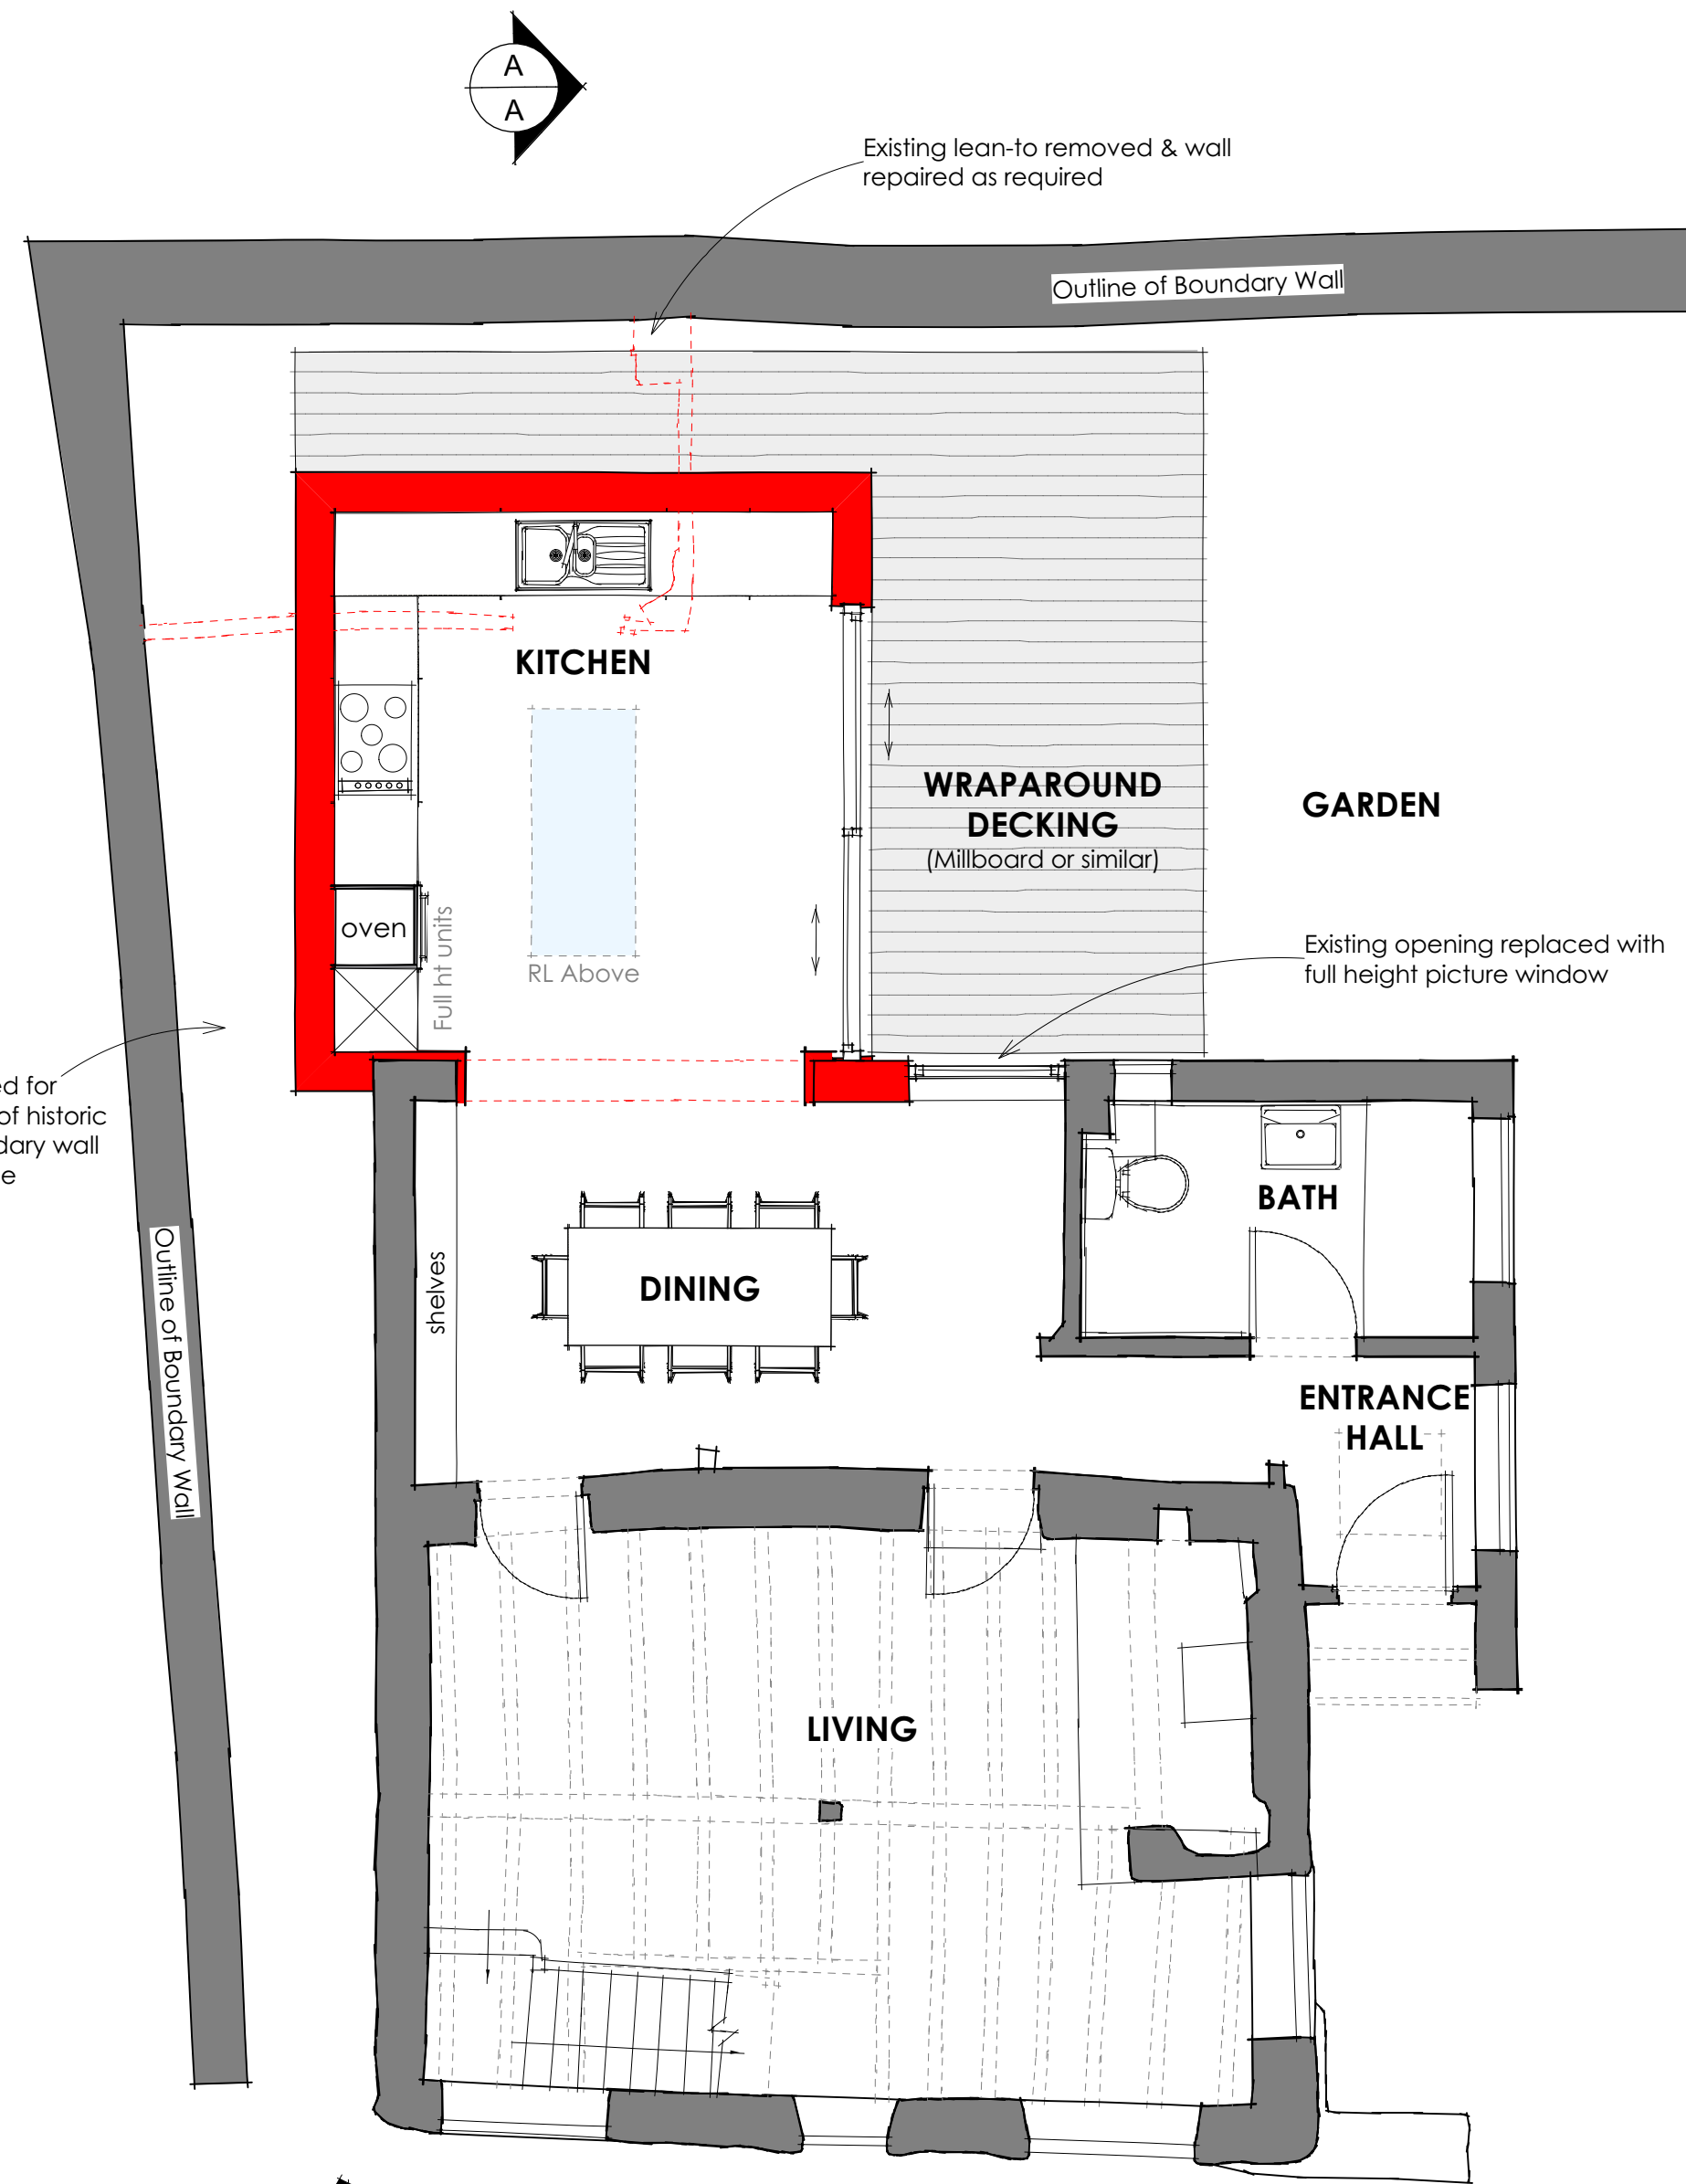 A
A
Existing lean-to removed & wall
repaired as required
Outline of Boundary Wall
KITCHEN
WRAPAROUND
DECKING
(Millboard or similar)
GARDEN
oven
Full ht units
RL Above
Existing opening replaced with
full height picture window
ed for
of historic
dary wall
e
Outline of Boundary Wall
shelves
DINING
BATH
ENTRANCE
HALL
LIVING